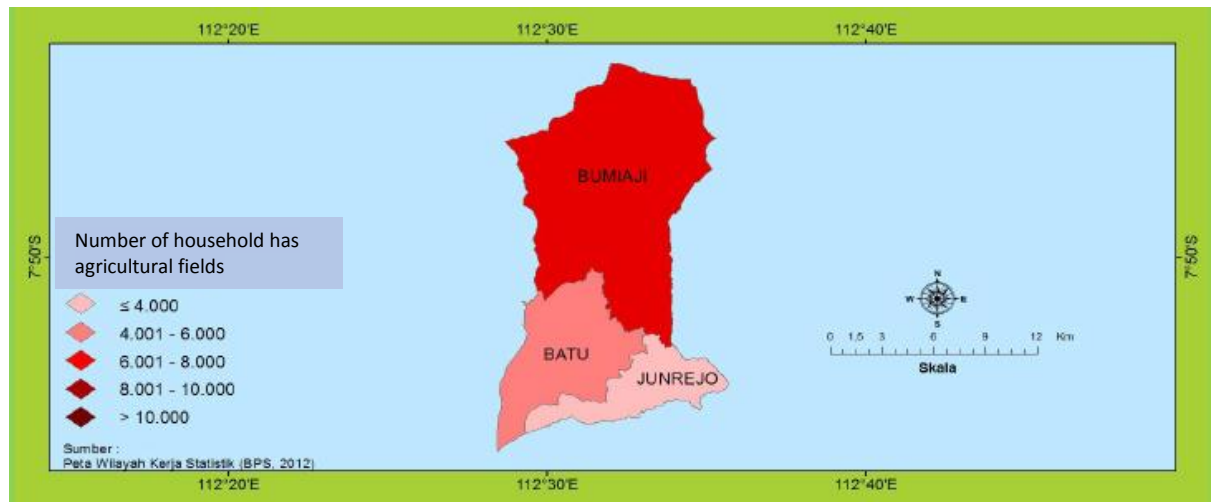 112°20'E 112°30'E 112°40'E
BUMIAJI
Number of household has
agricultural fields
7°50'S 7°50'S
≤ 4.000
4.001 - 6.000
6.001 - 8.000
8.001 - 10.000
> 10.000
N
W E
S
0 1,5 3 6 9 12 Km
Skala
BATU
JUNREJO
Sumber :
Peta Wilayah Kerja Statistik (BPS, 2012)
112°20'E 112°30'E 112°40'E